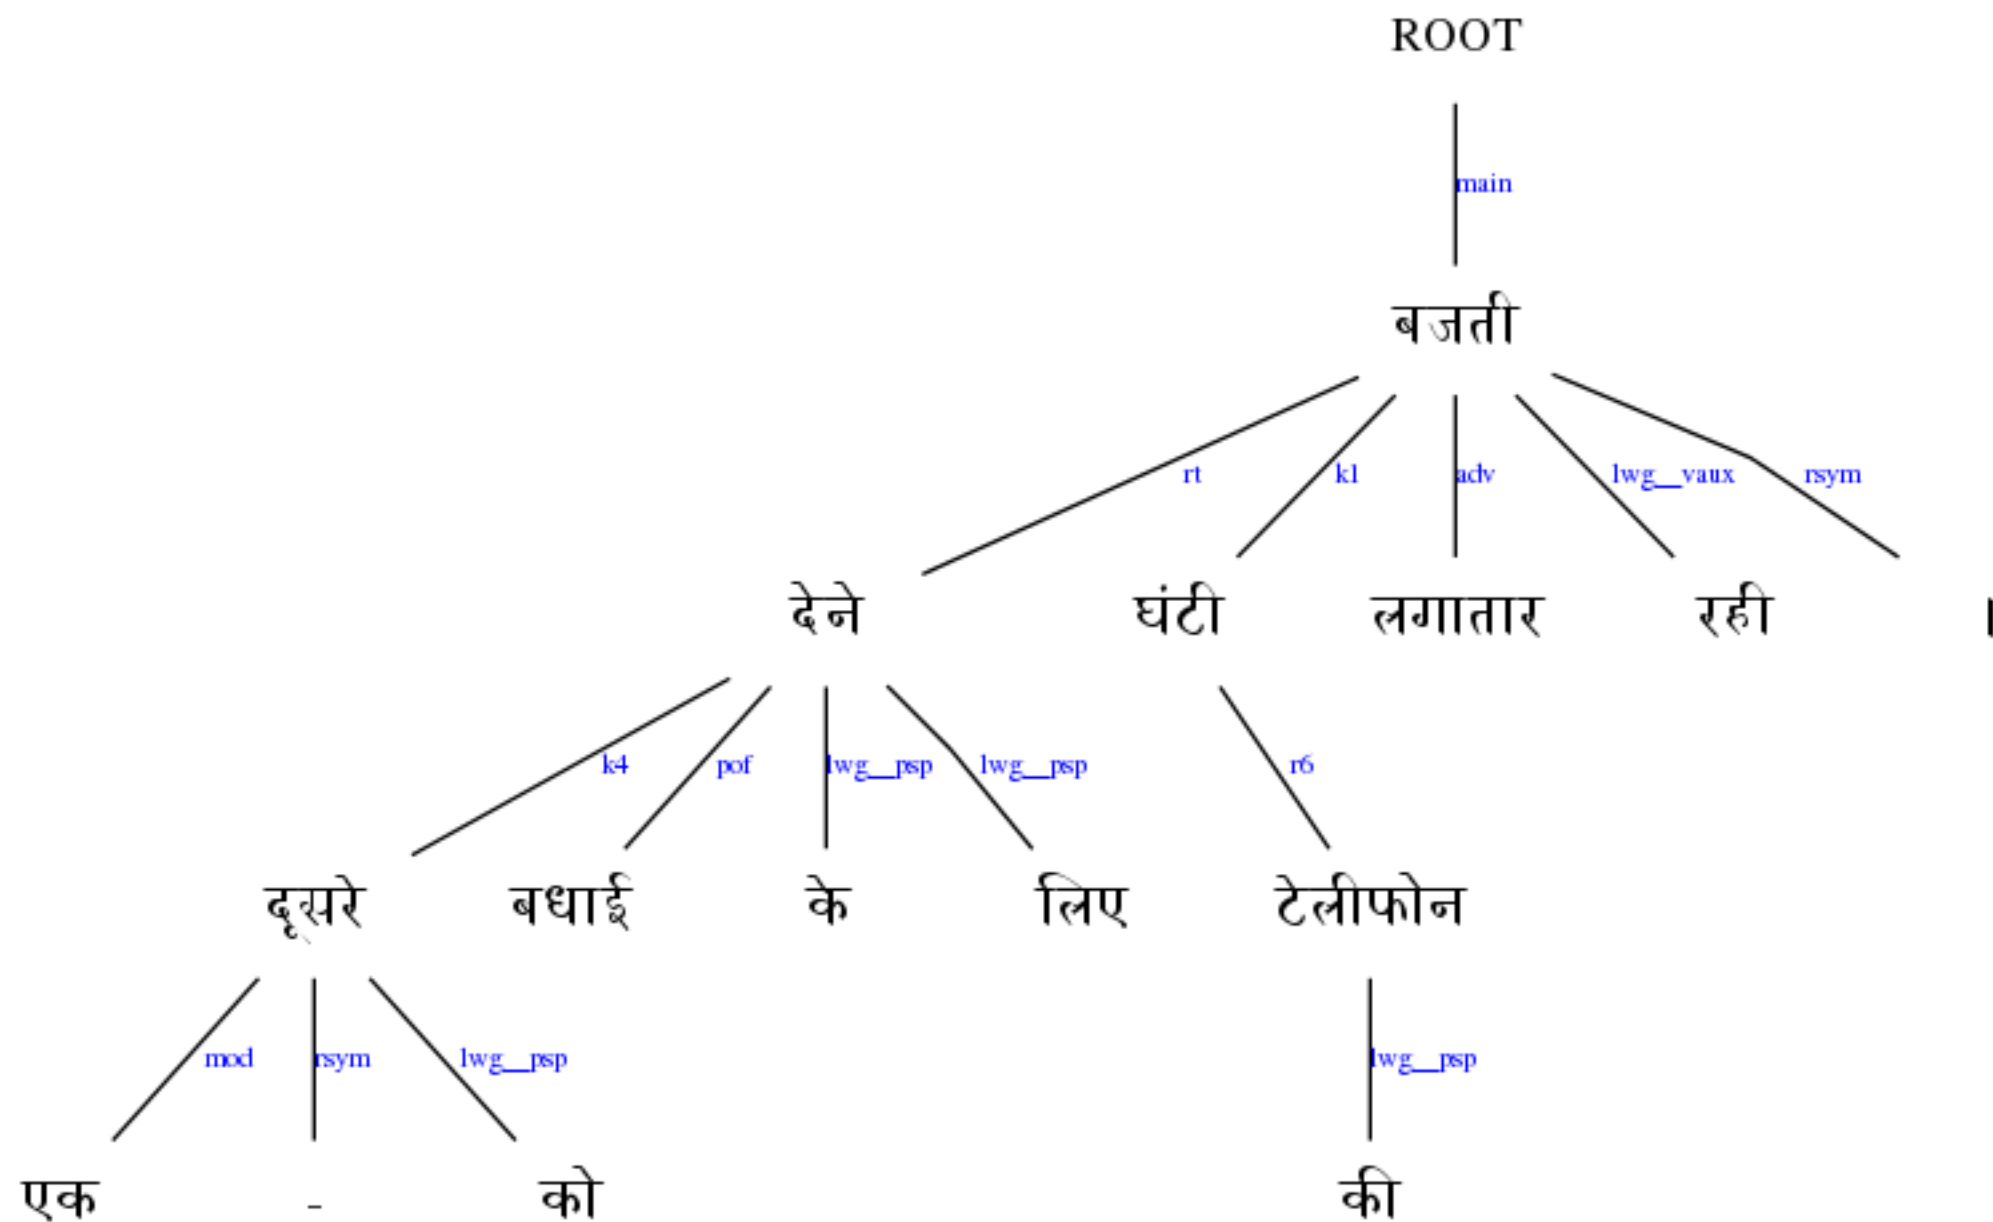 ROOT
main
बजती
rt k1 adv lwg__vaux rsym
देने घंटी लगातार रही ।
k4 pof lwg__psp lwg__psp r6
दूसरे बधाई के लिए टेलीफोन
mod rsym lwg__psp lwg__psp
एक - को की